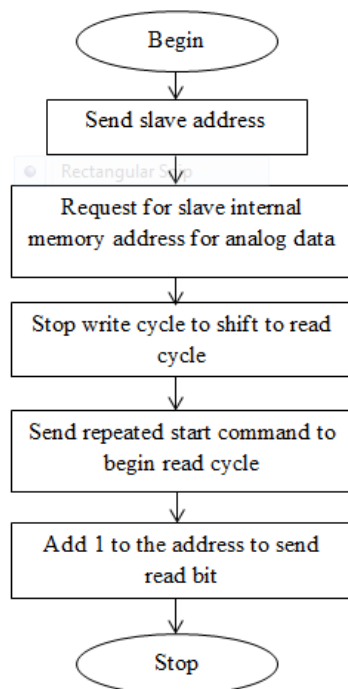 Begin
Send slave address
Rectangular Snip
Request for slave internal
memory address for analog data
Stop write cycle to shift to read
cycle
Send repeated start command to
begin read cycle
Add 1 to the address to send
read bit
Stop